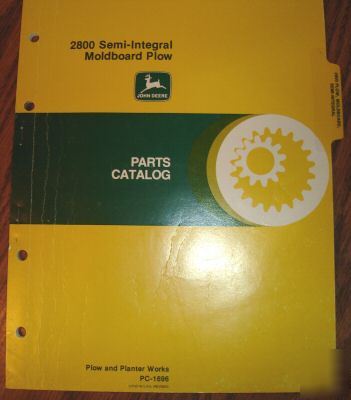 2800 Semi-Integral
Moldboard Plow
JOHN DEERE
PARTS
CATALOG
Plow and Planter Works
PC-1696